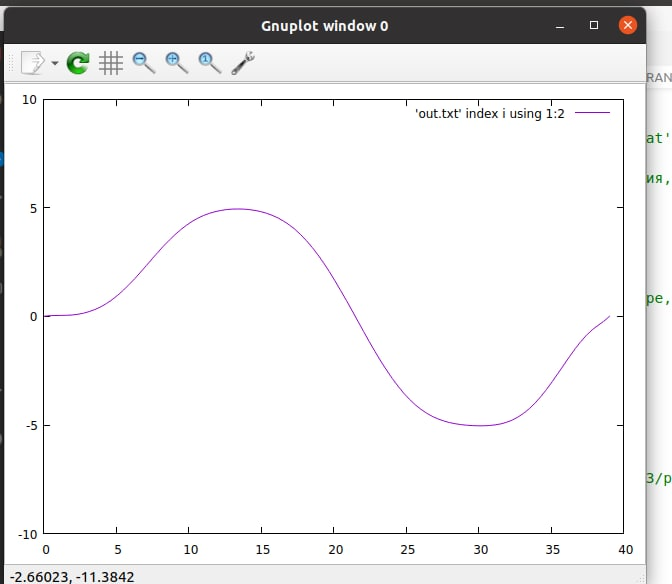 Gnuplot window 0
RAN
10
'out.txt' index i using 1:2
at'
ия,
5
0
ре,
-5
3/p
-10
0 5 10 15 20 25 30 35 40
-2.66023, -11.3842